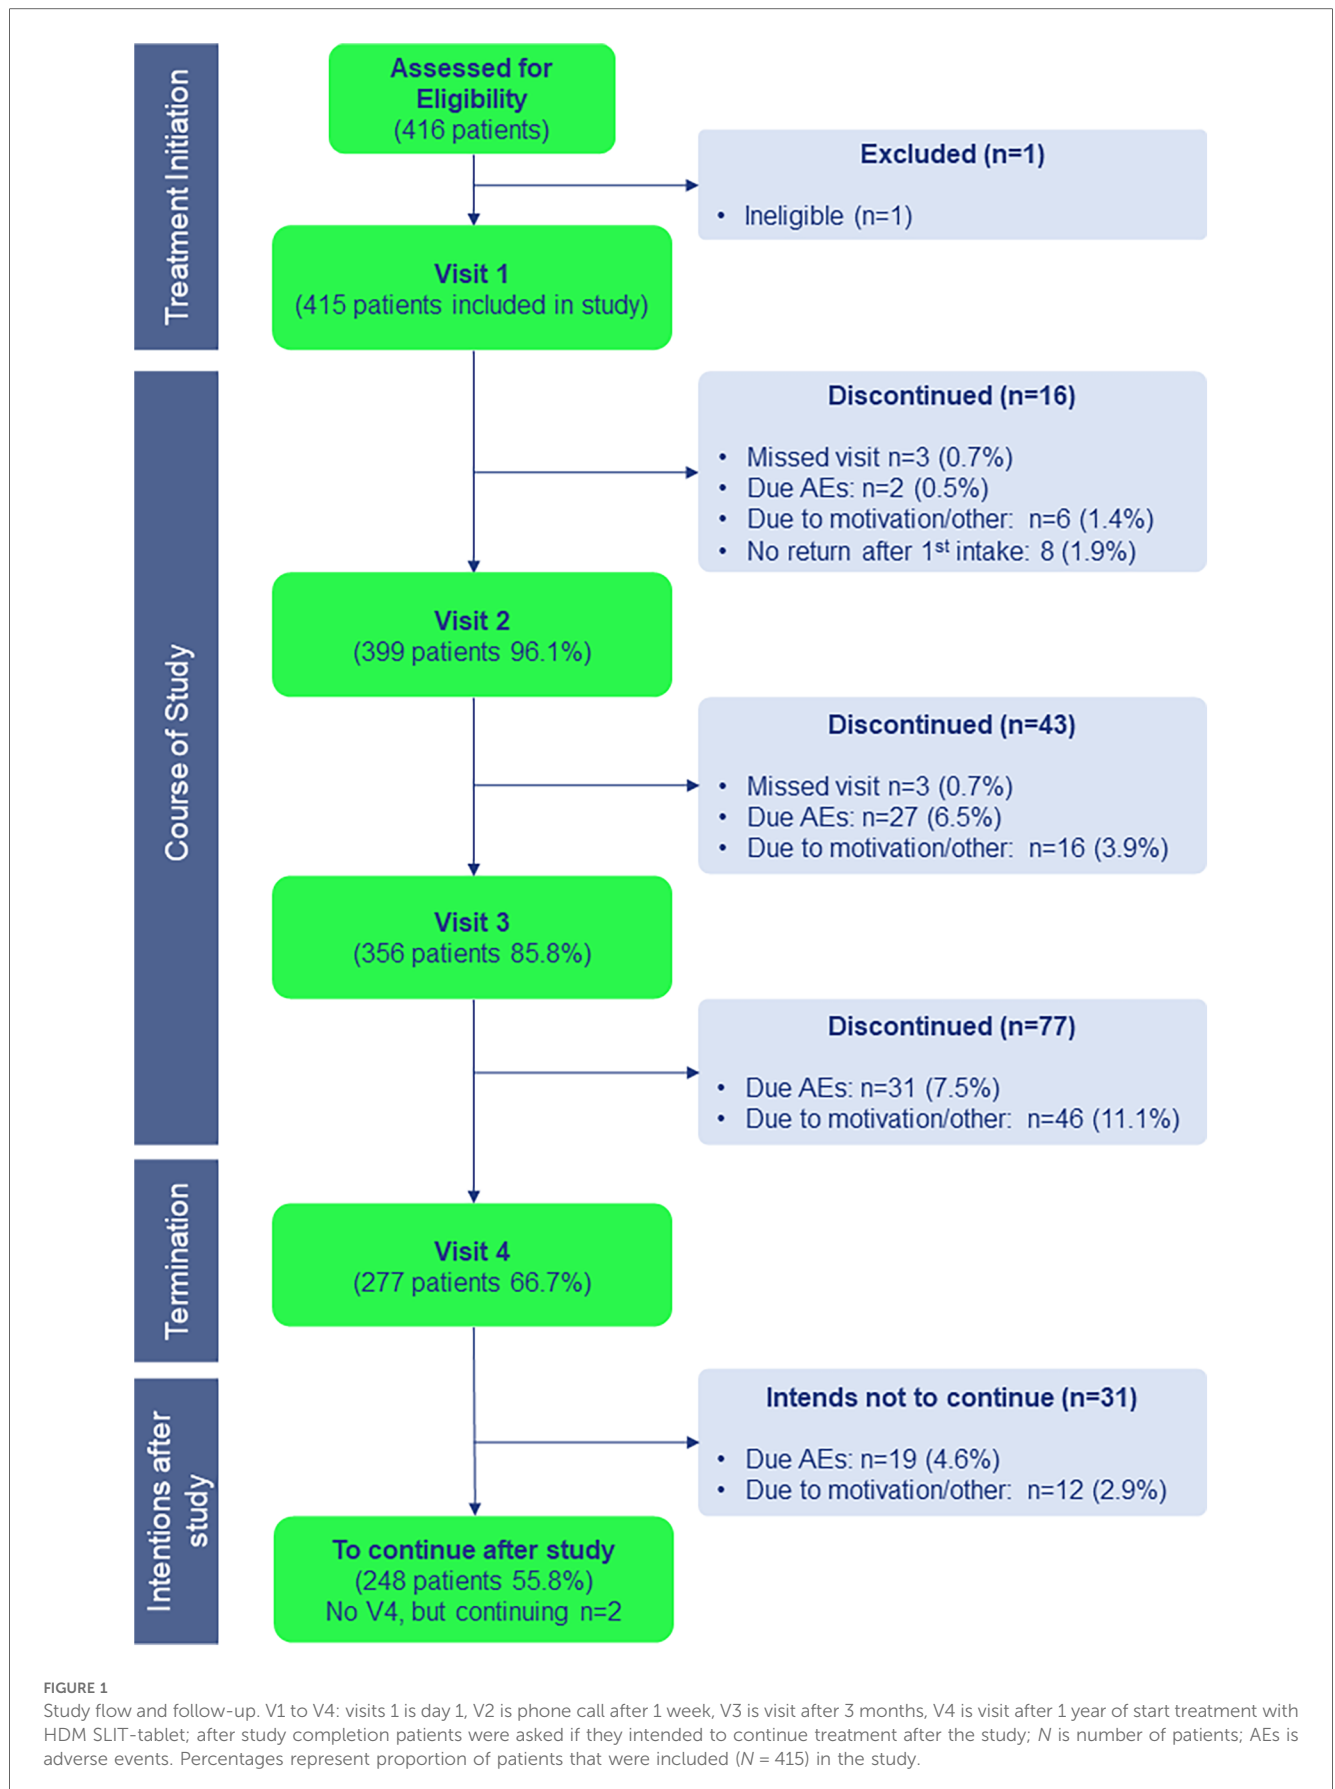 Treatment Initiation
Assessed for
Eligibility
(416 patients)
Excluded (n=1)
• Ineligible (n=1)
Visit 1
(415 patients included in study)
Course of Study
Discontinued (n=16)
• Missed visit n=3 (0.7%)
• Due AEs: n=2 (0.5%)
• Due to motivation/other: n=6 (1.4%)
• No return after 1st intake: 8 (1.9%)
Visit 2
(399 patients 96.1%)
Discontinued (n=43)
• Missed visit n=3 (0.7%)
• Due AEs: n=27 (6.5%)
• Due to motivation/other: n=16 (3.9%)
Visit 3
(356 patients 85.8%)
Discontinued (n=77)
• Due AEs: n=31 (7.5%)
• Due to motivation/other: n=46 (11.1%)
Termination
Visit 4
(277 patients 66.7%)
Intentions after
study
Intends not to continue (n=31)
• Due AEs: n=19 (4.6%)
• Due to motivation/other: n=12 (2.9%)
To continue after study
(248 patients 55.8%)
No V4, but continuing n=2
FIGURE 1
Study flow and follow-up. V1 to V4: visits 1 is day 1, V2 is phone call after 1 week, V3 is visit after 3 months, V4 is visit after 1 year of start treatment with
HDM SLIT-tablet; after study completion patients were asked if they intended to continue treatment after the study; N is number of patients; AEs is
adverse events. Percentages represent proportion of patients that were included (N = 415) in the study.